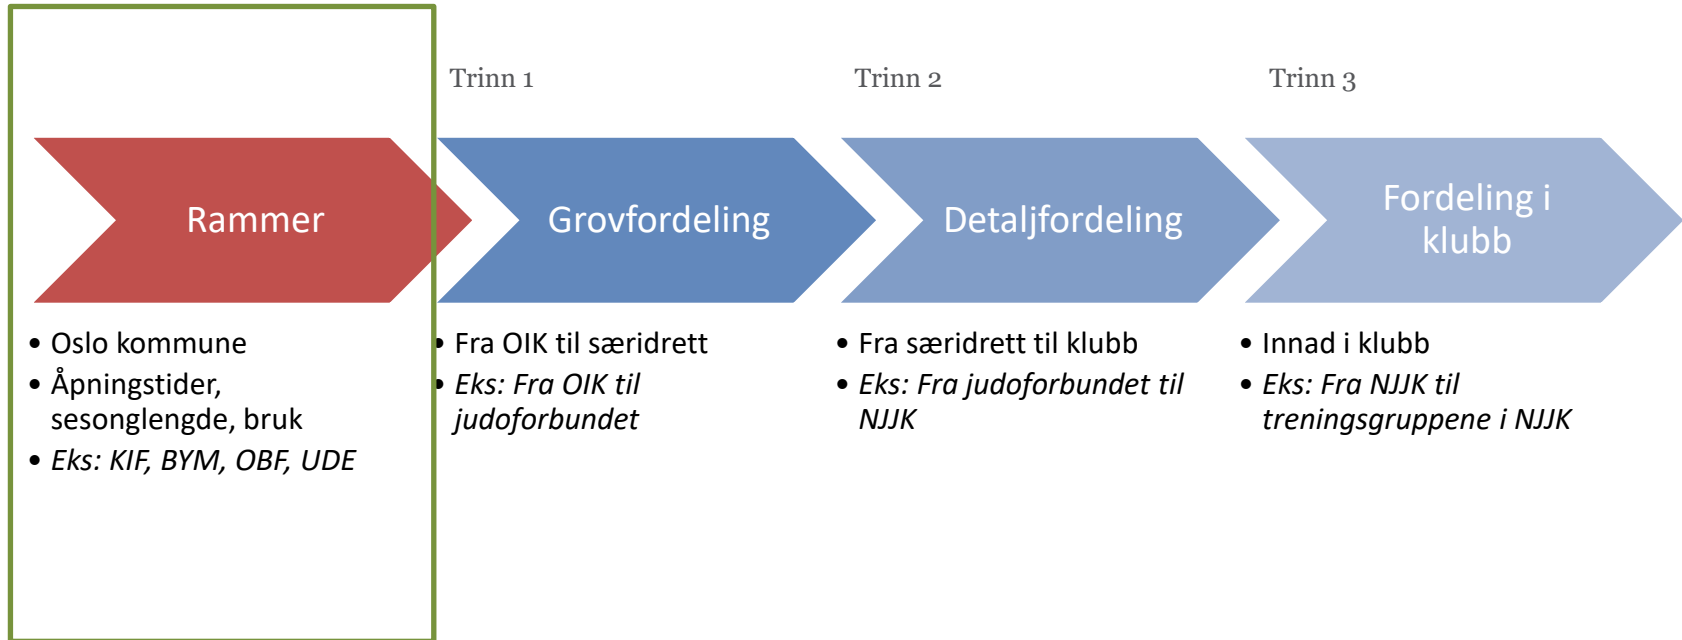 Trinn 1
Trinn 2
Trinn 3
Rammer
Grovfordeling
Detaljfordeling
Fordeling i
klubb
• Oslo kommune
• Åpningstider,
sesonglengde, bruk
• Eks: KIF, BYM, OBF, UDE
• Fra OIK til særidrett
• Eks: Fra OIK til
judoforbundet
• Fra særidrett til klubb
• Eks: Fra judoforbundet til
NJJK
• Innad i klubb
• Eks: Fra NJJK til
treningsgruppene i NJJK